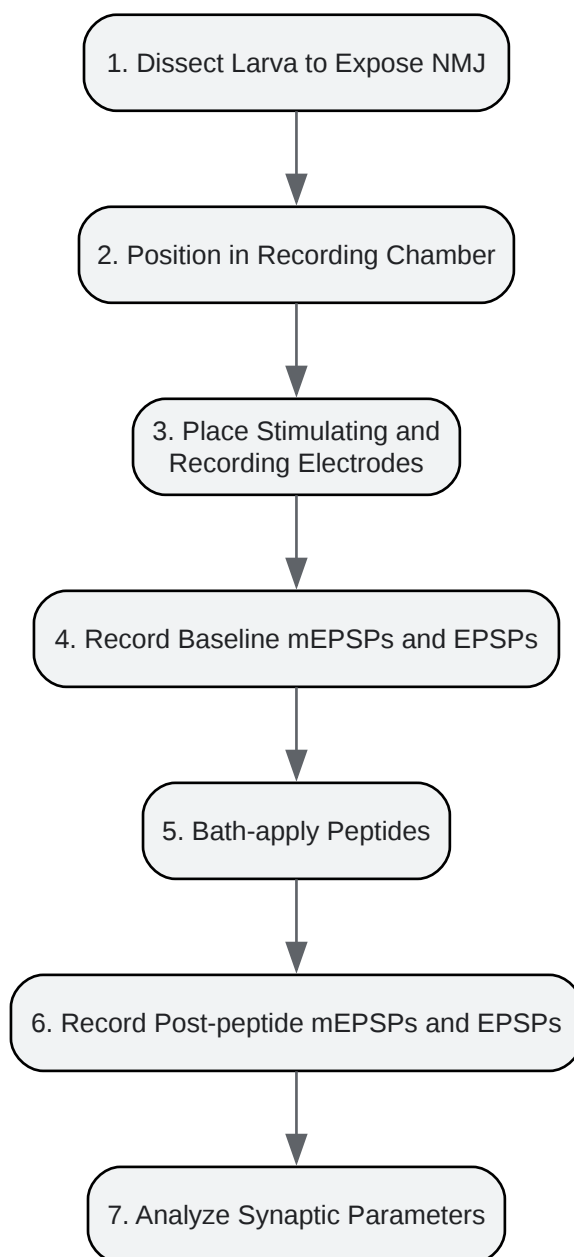 1. Dissect Larva to Expose NMJ
2. Position in Recording Chamber
3. Place Stimulating and
Recording Electrodes
4. Record Baseline mEPSPs and EPSPs
5. Bath-apply Peptides
6. Record Post-peptide mEPSPs and EPSPs
7. Analyze Synaptic Parameters